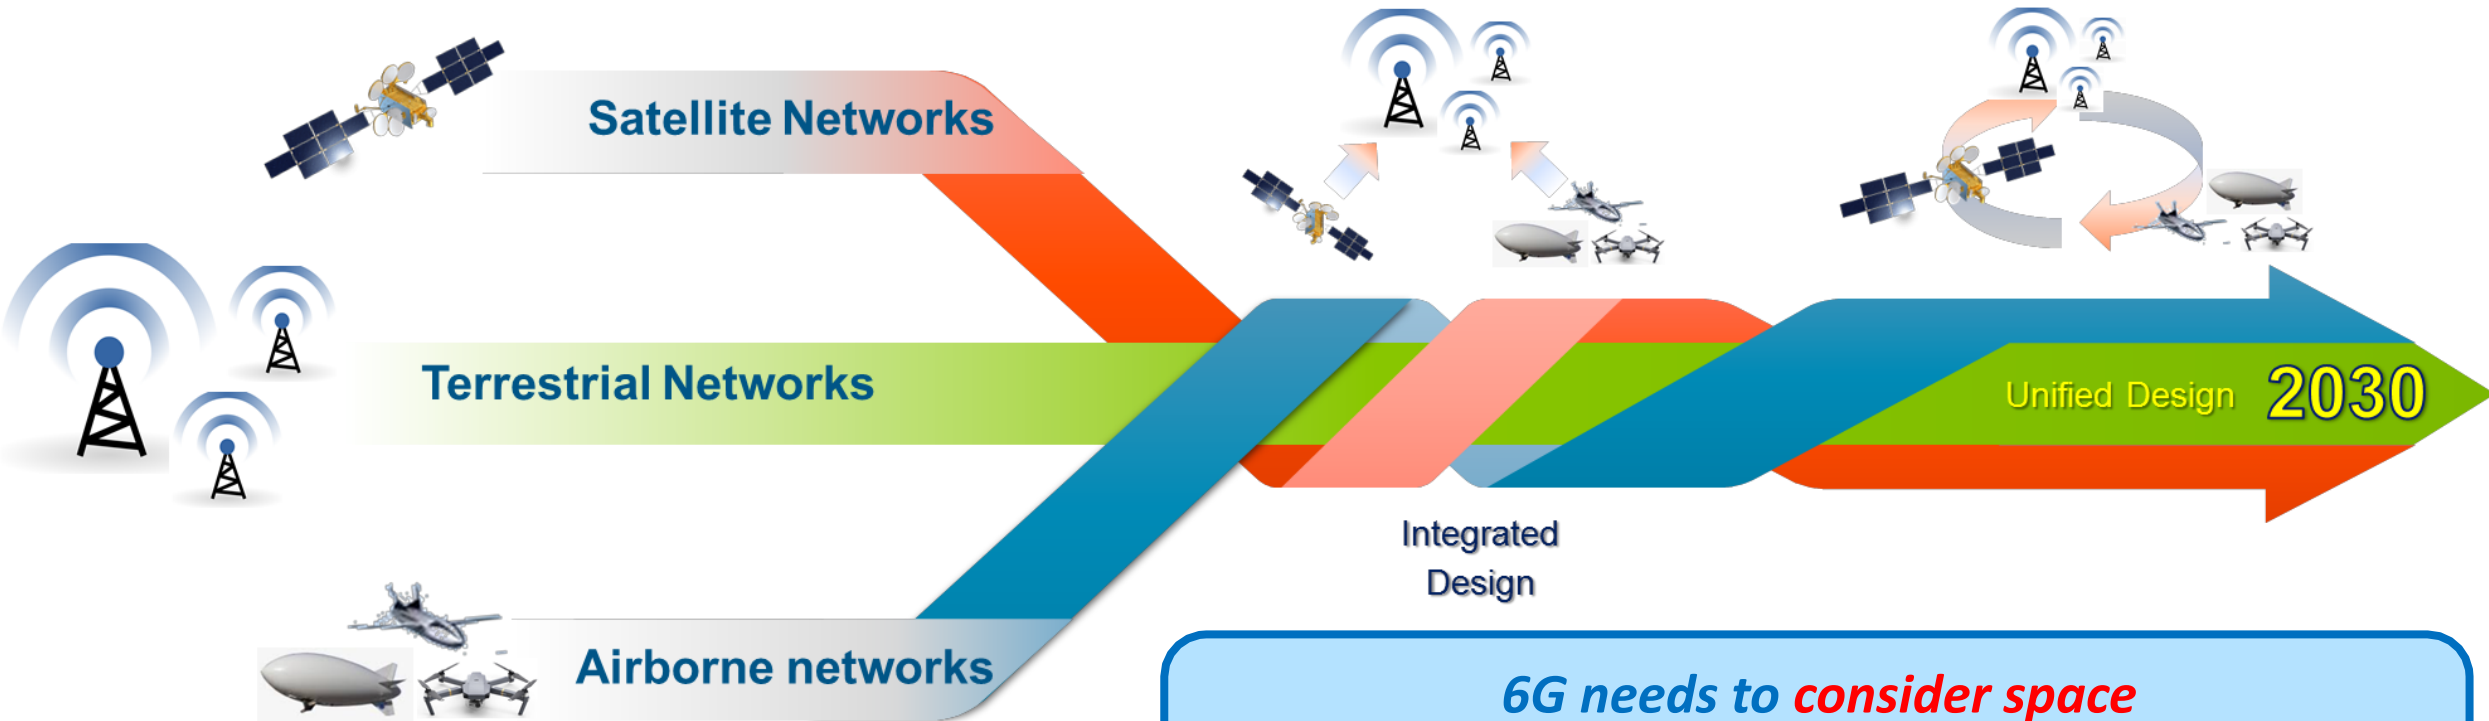 Satellite Networks
Terrestrial Networks
Unified Design 2030
Integrated
Design
Airborne networks
6G needs to consider space